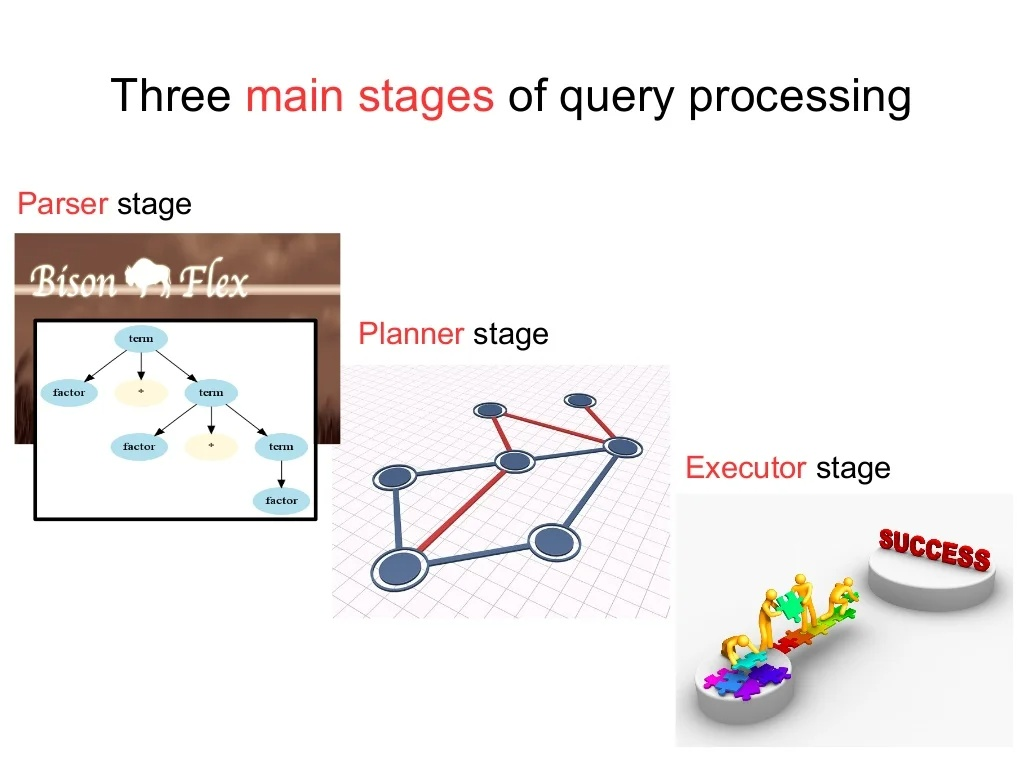 Three main stages of query processing
Parser stage
Bison Flex
term
factor * term
factor * term
factor
Planner stage
Executor stage
SUCCESS